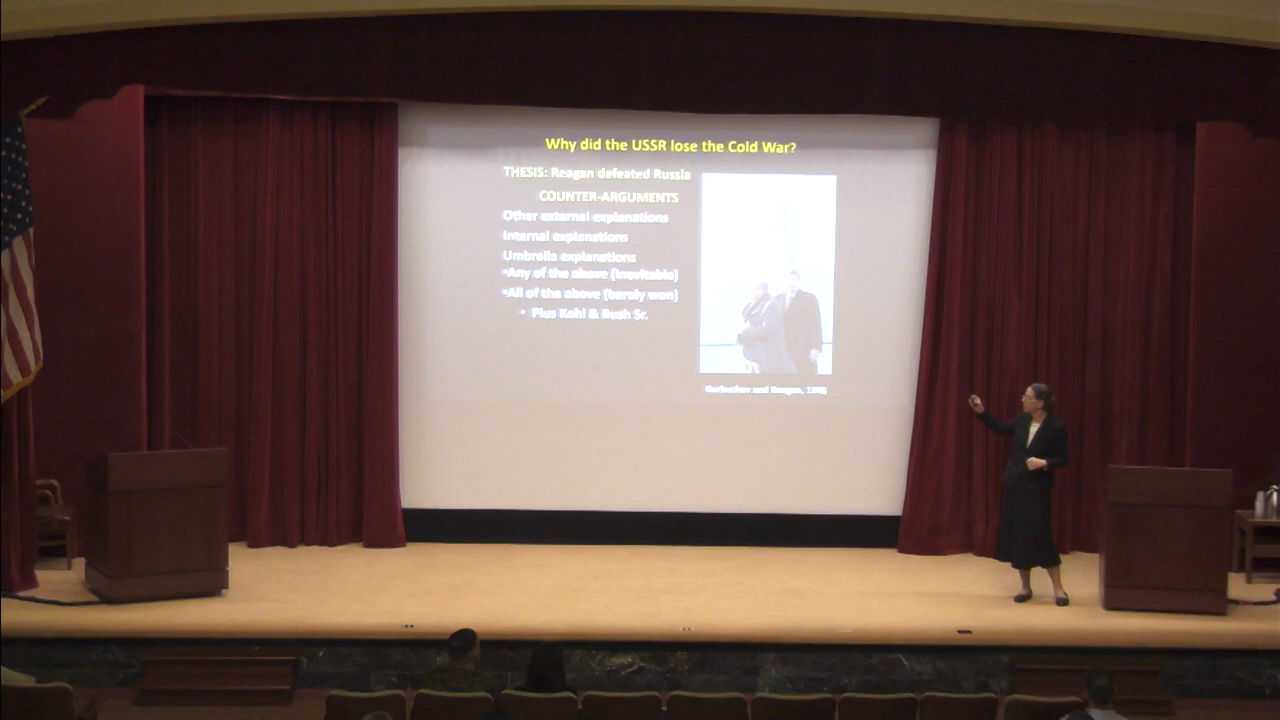 Why did the USSR lose the Cold War?
THESIS: Reagan defeated Russia
COUNTER-ARGUMENTS
Other external explanations
Internal explanations
Umbrella explanations
•Any of the above (inevitable)
•All of the above (barely won)
• Plus Kohl & Bush Sr.
Gorbachev and Reagan,